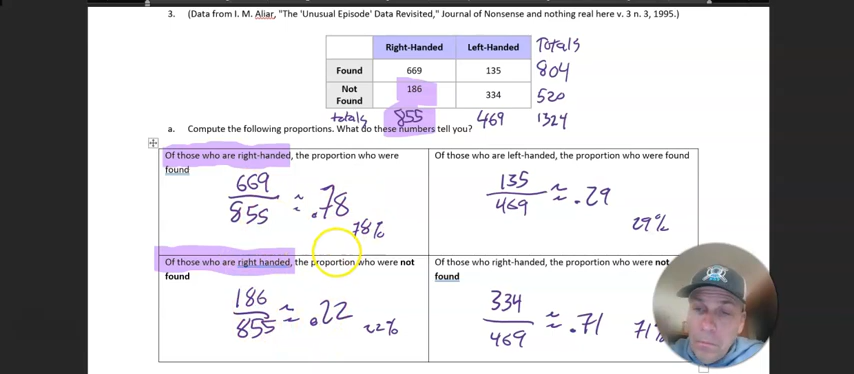 3. (Data from I. M. Aliar, "The 'Unusual Episode' Data Revisited," Journal of Nonsense and nothing real here v. 3 n. 3, 1995.)
Right-Handed Left-Handed Totals
Found 669 135 804
Not Found 186 334 520
totals 855 469 1324
a. Compute the following proportions. What do these numbers tell you?
Of those who are right-handed, the proportion who were found
669/855 ≈ .78
78%
Of those who are left-handed, the proportion who were found
135/469 ≈ .29
29%
Of those who are right handed, the proportion who were not found
186/855 ≈ .22
22%
Of those who right-handed, the proportion who were not found
334/469 ≈ .71
71%